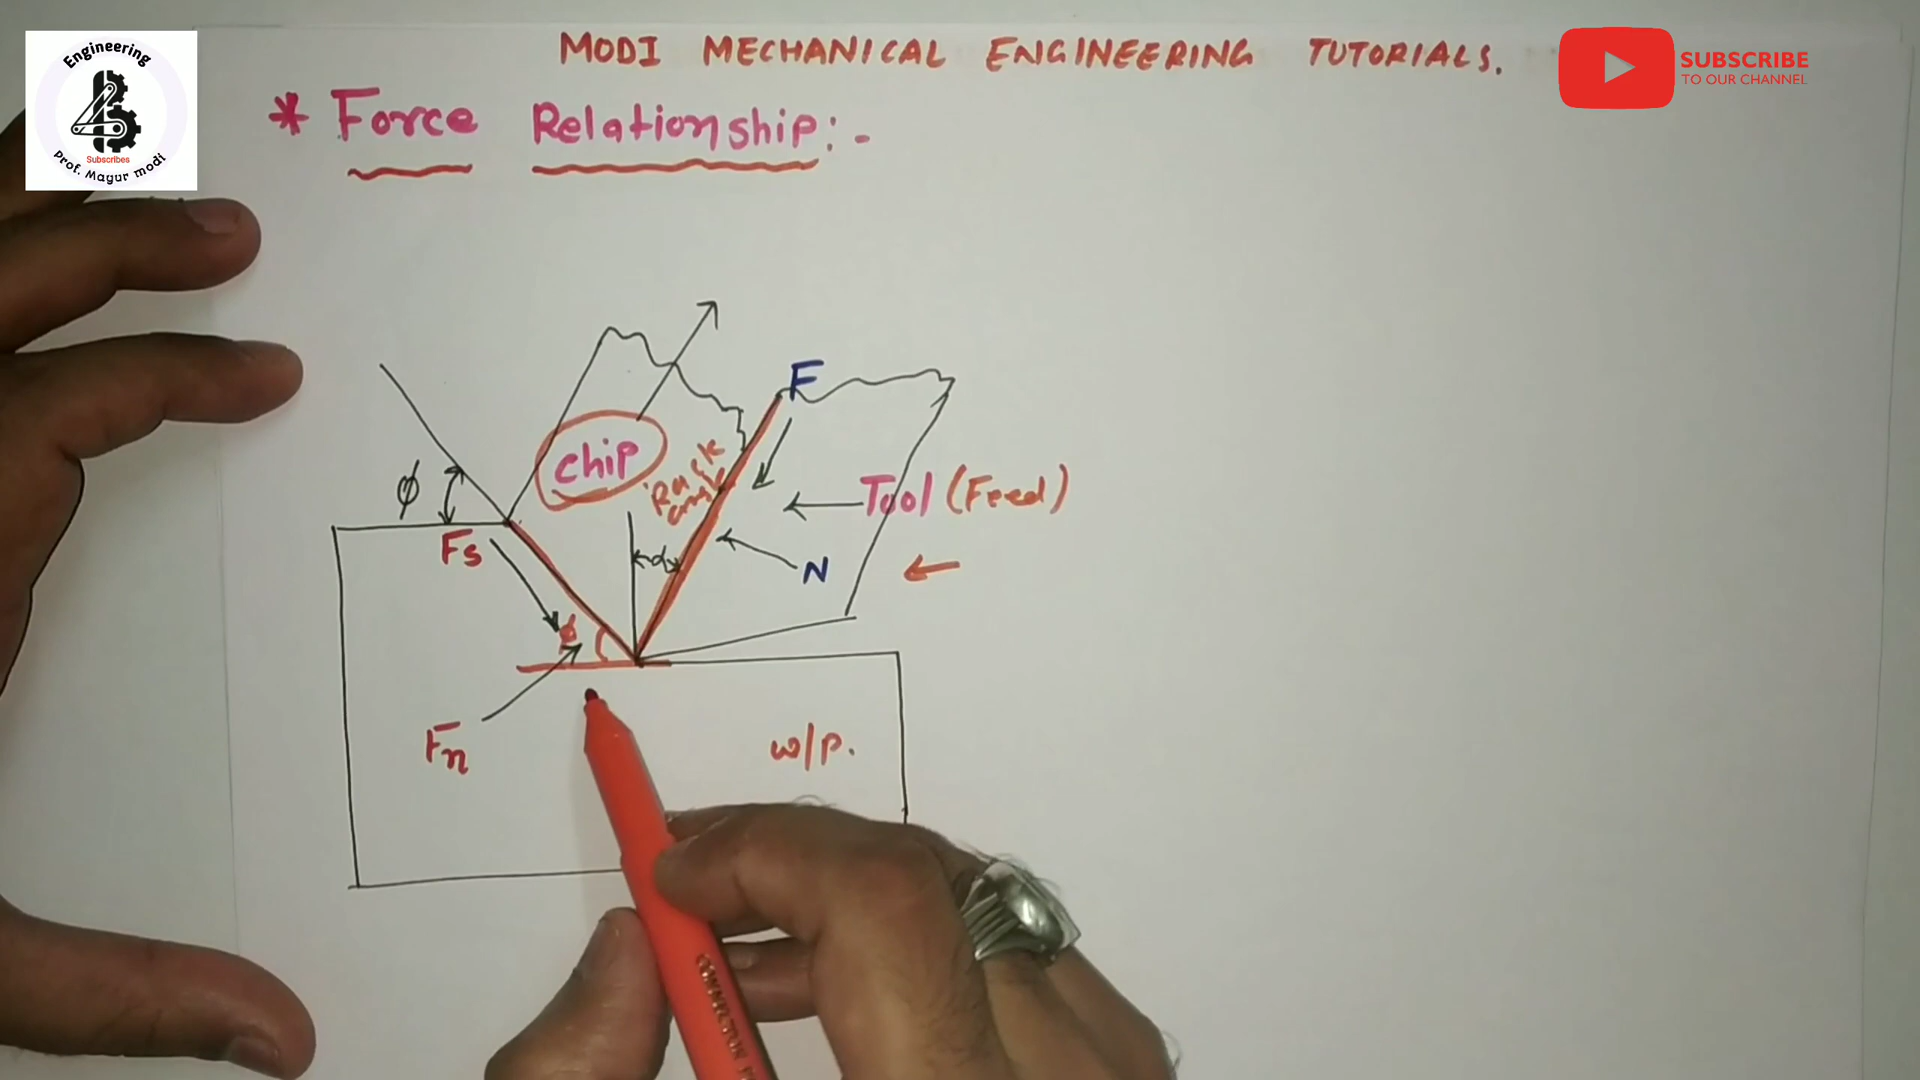 Engineering
Subscribes
Prof. Mayur modi
MODI MECHANICAL ENGINEERING TUTORIALS.
SUBSCRIBE
TO OUR CHANNEL
* Force Relationship:-
F
chip
ϕ
Tool (Feed)
Fs
α
N
ϕ
Fn
w/p.